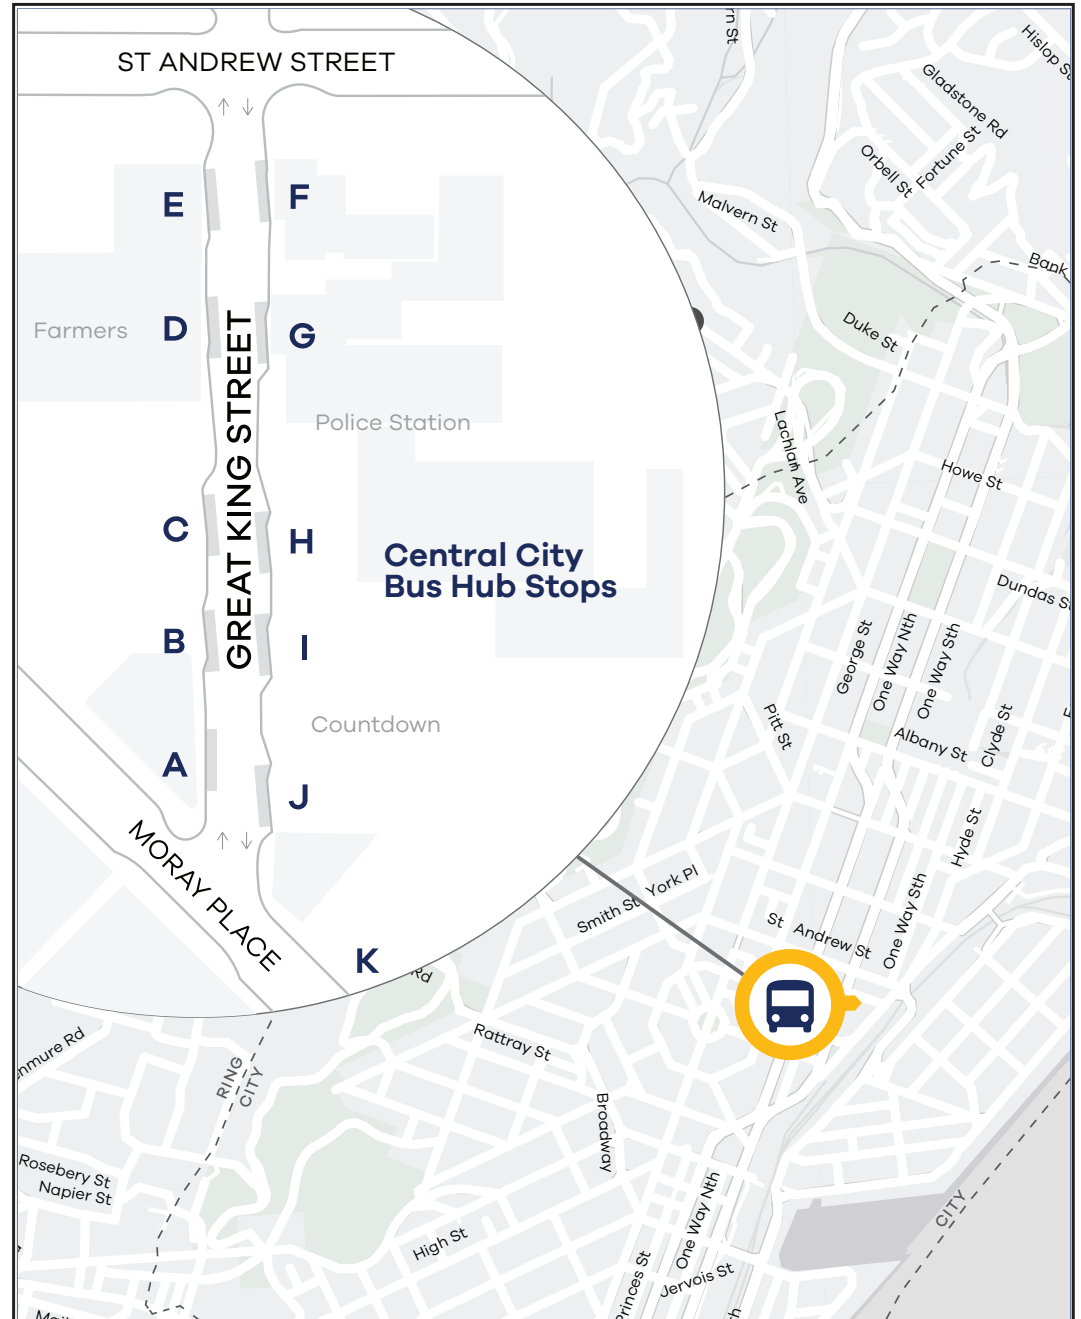 ST ANDREW STREET
E
F
Farmers
D
G
GREAT KING STREET
Police Station
C
H
Central City
Bus Hub Stops
B
I
Countdown
A
J
MORAY PLACE
K
Hislop
Gladstone Rd
Fortune St
Orbell St
Malvern St
Bank
Duke St
Lachlan Ave
Howe St
Dundas St
George St
One Way Nth
One Way Sth
Pitt St
Albany St
Clyde St
Hyde St
York Pl
Smith St
St Andrew St
One Way Sth
Rd
Rattray St
RING
CITY
Broadway
Rosebery St
Napier St
High St
One Way Nth
Princes St
Jervois St
CITY